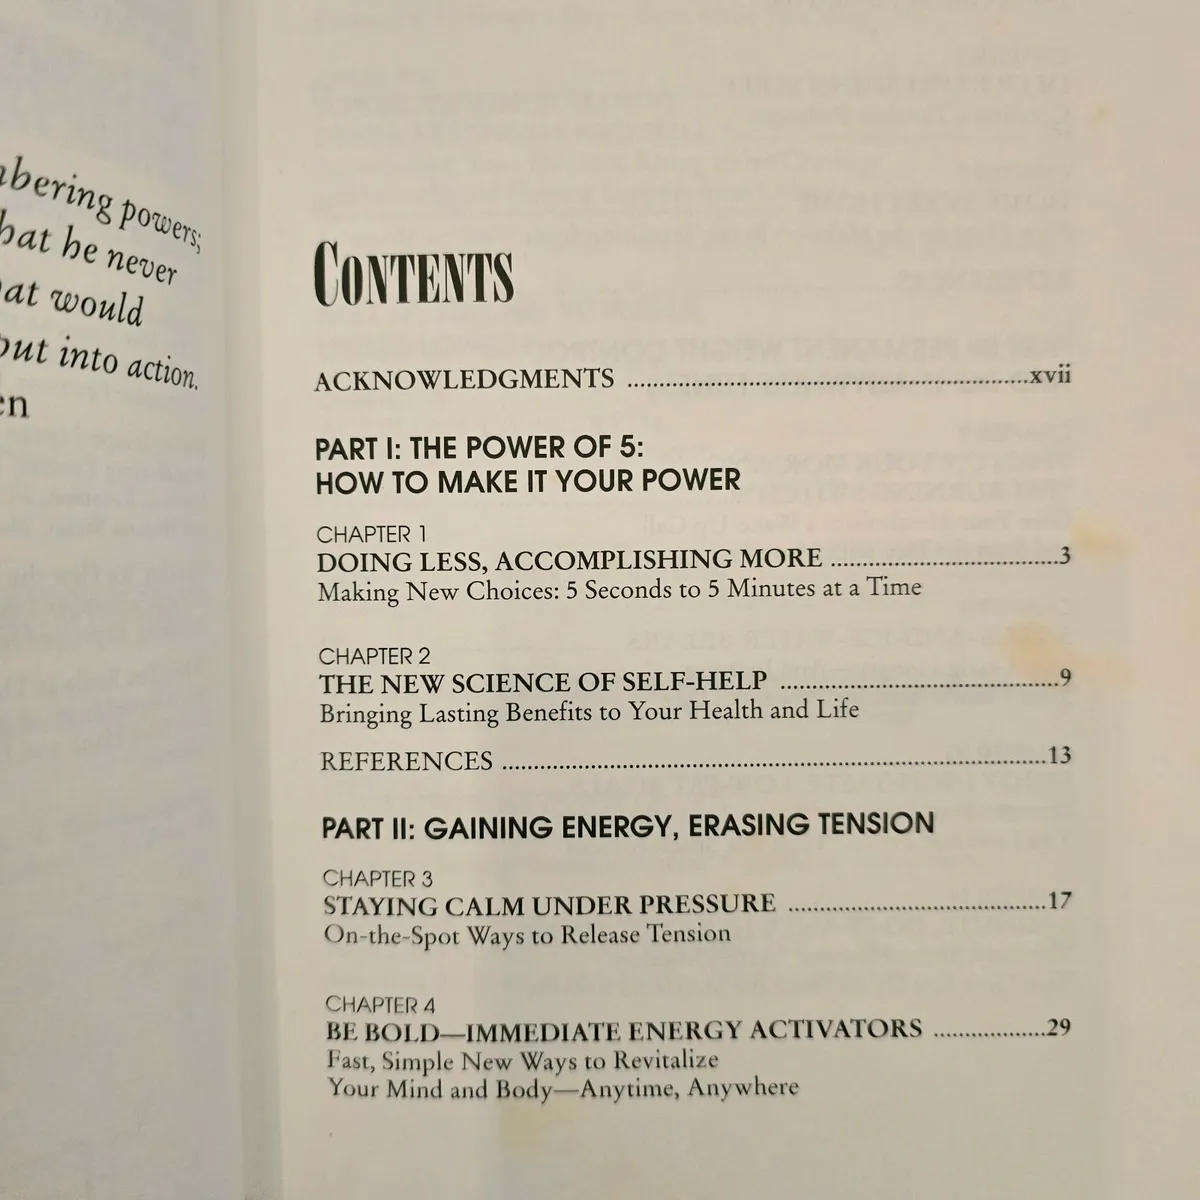 bering powers;
hat he never
at would
put into action.
en
CONTENTS
ACKNOWLEDGMENTS ................xvii
PART I: THE POWER OF 5:
HOW TO MAKE IT YOUR POWER
CHAPTER 1
DOING LESS, ACCOMPLISHING MORE ................3
Making New Choices: 5 Seconds to 5 Minutes at a Time
CHAPTER 2
THE NEW SCIENCE OF SELF-HELP ................9
Bringing Lasting Benefits to Your Health and Life
REFERENCES ................13
PART II: GAINING ENERGY, ERASING TENSION
CHAPTER 3
STAYING CALM UNDER PRESSURE ................17
On-the-Spot Ways to Release Tension
CHAPTER 4
BE BOLD—IMMEDIATE ENERGY ACTIVATORS ................29
Fast, Simple New Ways to Revitalize
Your Mind and Body—Anytime, Anywhere